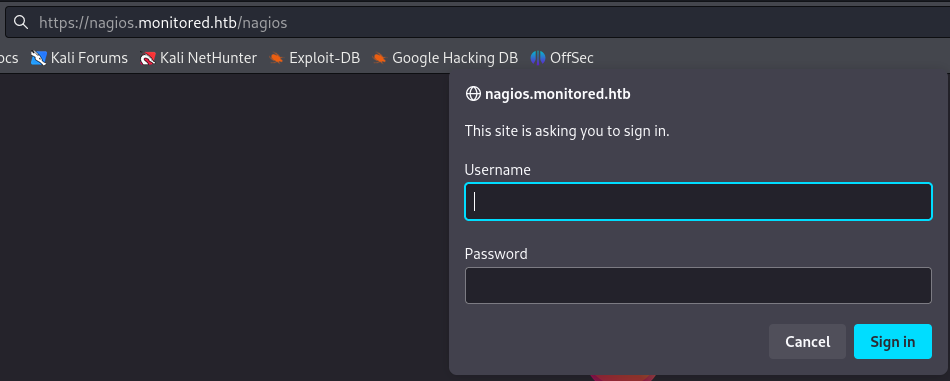 https://nagios.monitored.htb/nagios
ocs Kali Forums Kali NetHunter Exploit-DB Google Hacking DB OffSec
nagios.monitored.htb
This site is asking you to sign in.
Username
Password
Cancel Sign in